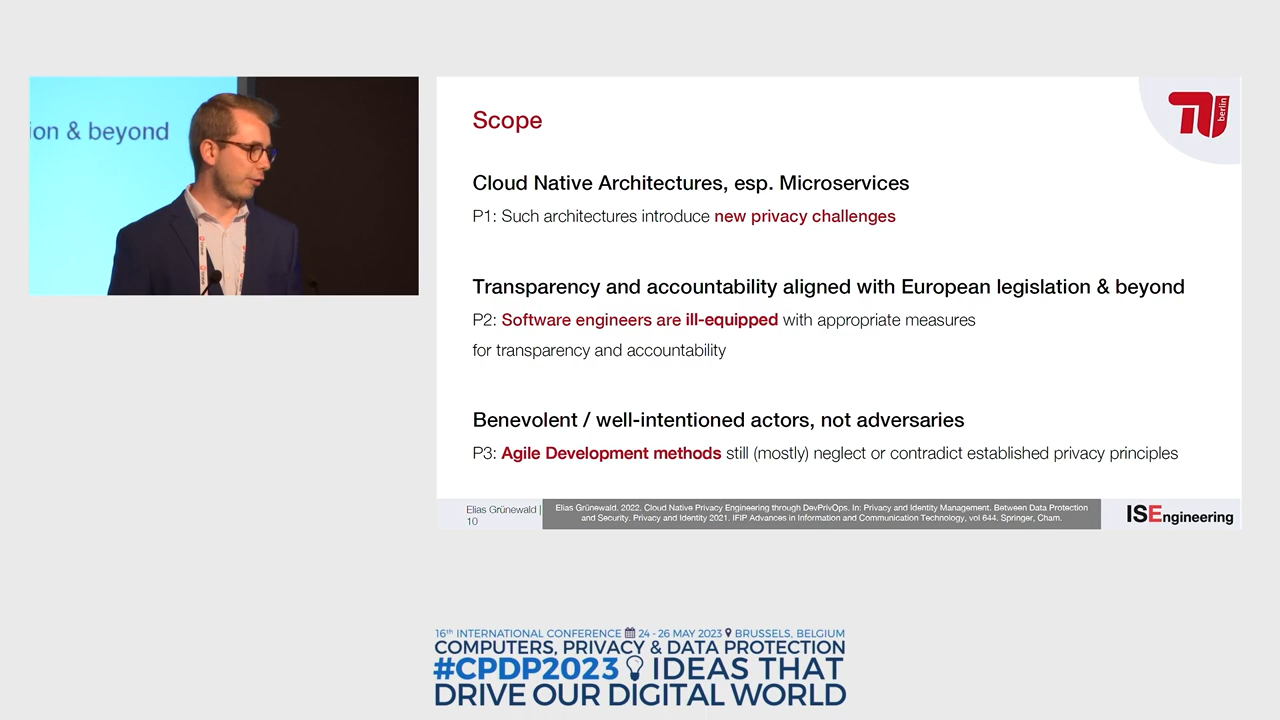 ion & beyond
Scope
berlin
Cloud Native Architectures, esp. Microservices
P1: Such architectures introduce new privacy challenges
Transparency and accountability aligned with European legislation & beyond
P2: Software engineers are ill-equipped with appropriate measures
for transparency and accountability
Benevolent / well-intentioned actors, not adversaries
P3: Agile Development methods still (mostly) neglect or contradict established privacy principles
Elias Grünewald |
10
Elias Grünewald. 2022. Cloud Native Privacy Engineering through DevPrivOps. In: Privacy and Identity Management. Between Data Protection
and Security. Privacy and Identity 2021. IFIP Advances in Information and Communication Technology, vol 644. Springer, Cham.
ISEngineering
16th INTERNATIONAL CONFERENCE 24 - 26 MAY 2023 BRUSSELS, BELGIUM
COMPUTERS, PRIVACY & DATA PROTECTION
#CPDP2023 IDEAS THAT
DRIVE OUR DIGITAL WORLD